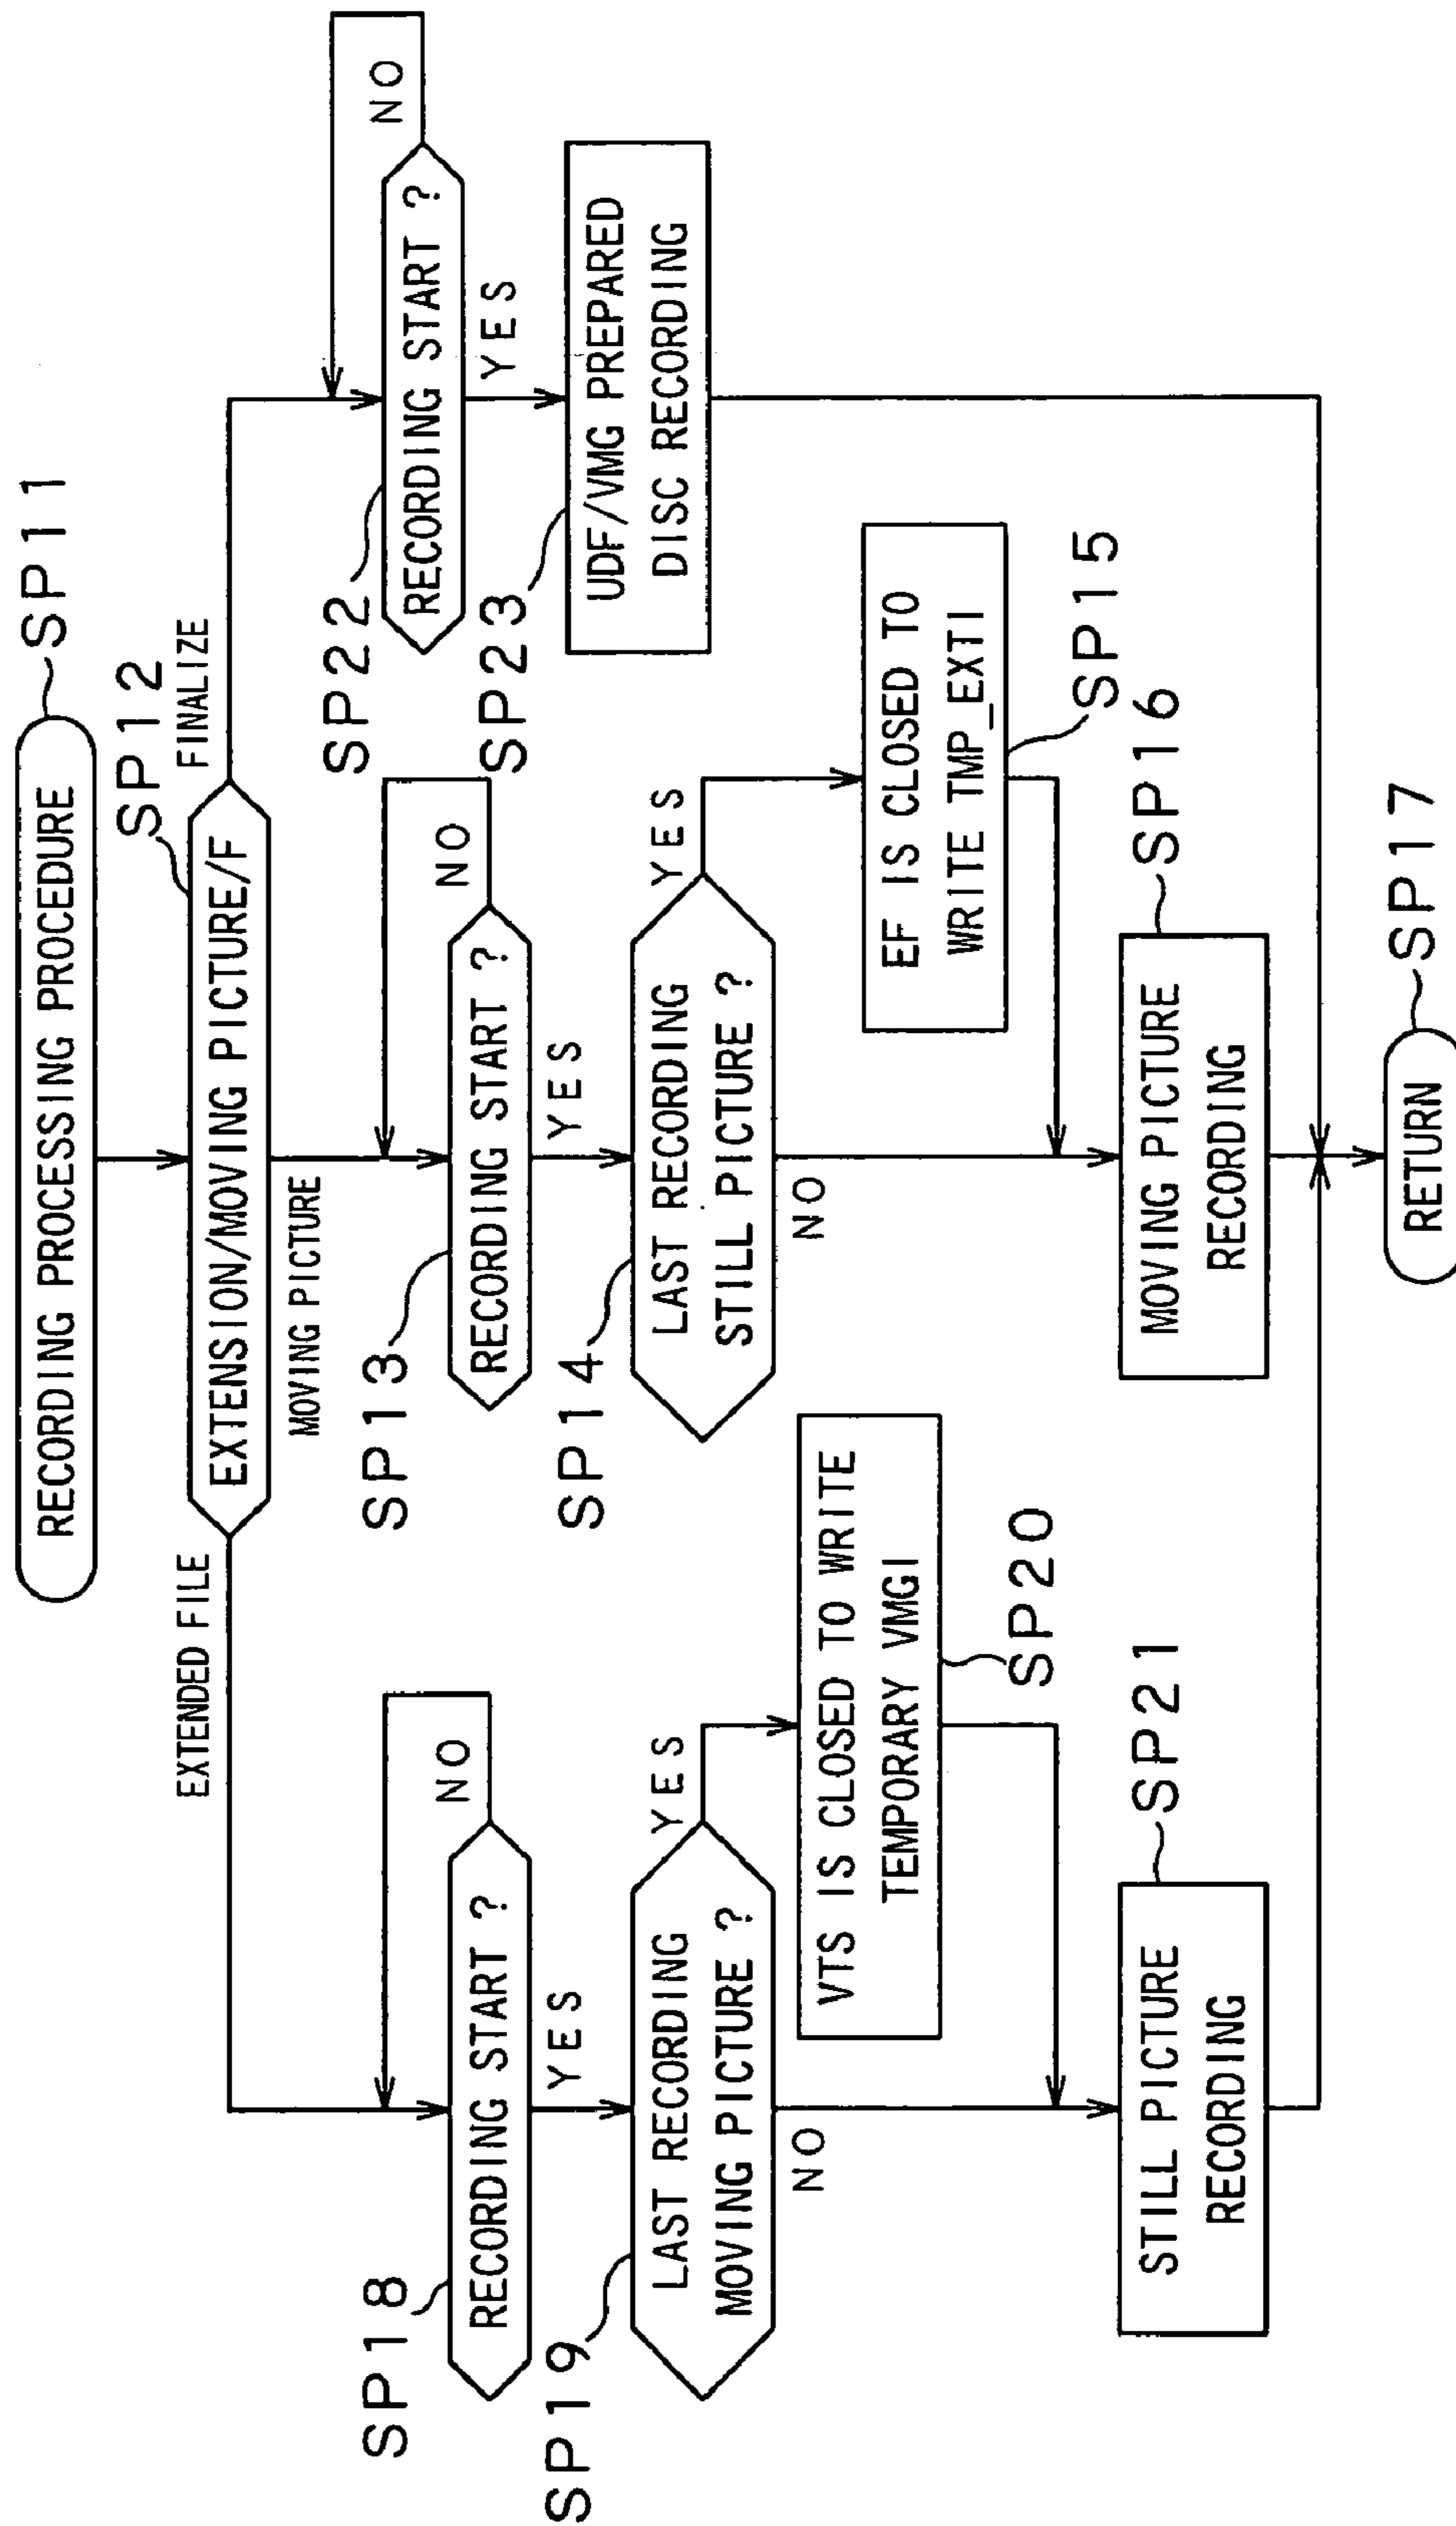 RECORDING PROCESSING PROCEDURE
SP11
SP12
EXTENSION/MOVING PICTURE/F
EXTENDED FILE
MOVING PICTURE
FINALIZE
SP18
RECORDING START ?
NO
YES
SP19
LAST RECORDING
MOVING PICTURE ?
YES
NO
VTS IS CLOSED TO WRITE
TEMPORARY VMGI
SP20
STILL PICTURE
RECORDING
SP21
SP13
RECORDING START ?
NO
YES
SP14
LAST RECORDING
STILL PICTURE ?
YES
NO
EF IS CLOSED TO
WRITE TMP_EXTI
SP15
MOVING PICTURE
RECORDING
SP16
SP22
RECORDING START ?
NO
YES
SP23
UDF/VMG PREPARED
DISC RECORDING
RETURN
SP17